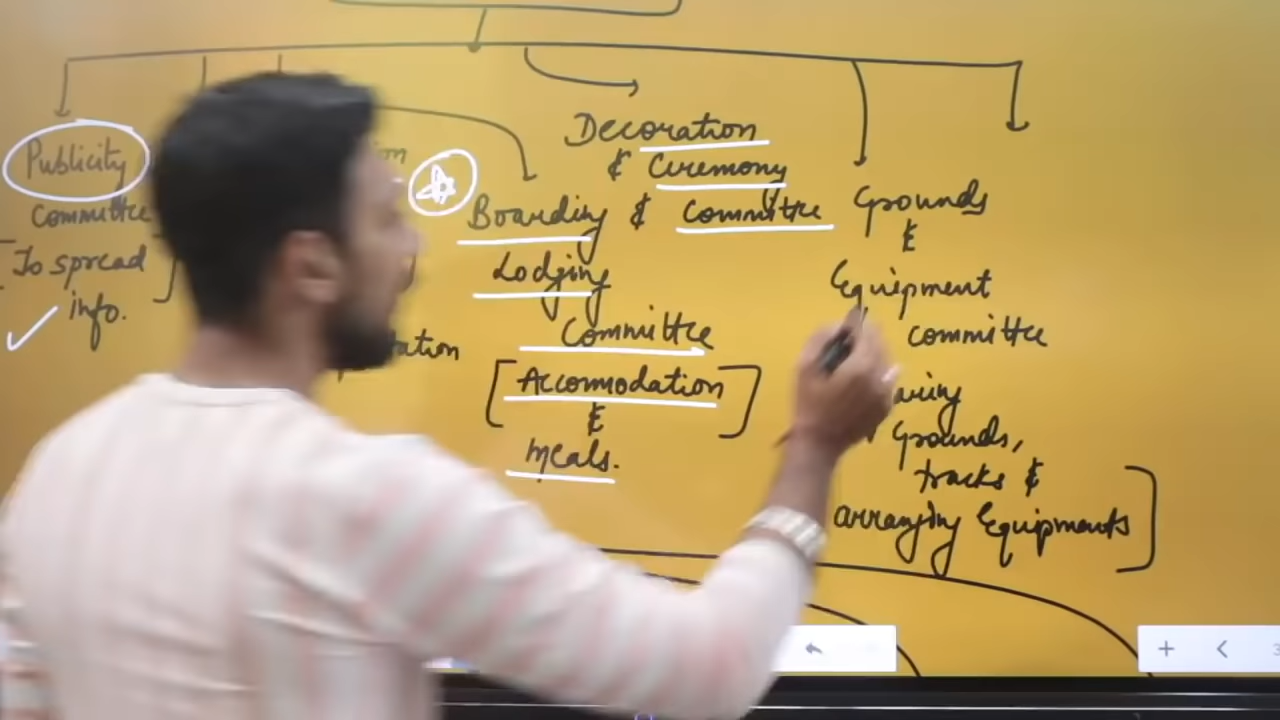 Publicity
Committee
To spread
info.
Decoration
& Ceremony
Committee
Boarding &
Lodging
Committee
Accomodation
&
Meals.
Grounds
&
Equipment
committee
Grounds,
tracks &
arranging Equipments